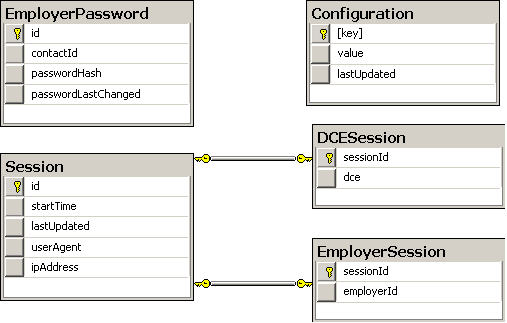 EmployerPassword
id
contactId
passwordHash
passwordLastChanged
Configuration
[key]
value
lastUpdated
Session
id
startTime
lastUpdated
userAgent
ipAddress
DCESession
sessionId
dce
EmployerSession
sessionId
employerId